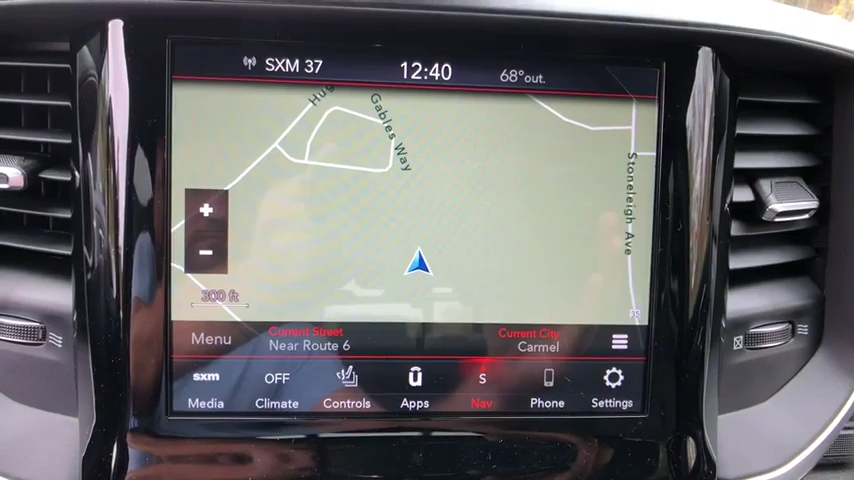 SXM 37
12:40
68°out.
Gables Way
Stoneleigh Ave
300 ft
35
Menu
Current Street
Near Route 6
Current City
Carmel
sxm
OFF
S
Media
Climate
Controls
Apps
Nav
Phone
Settings